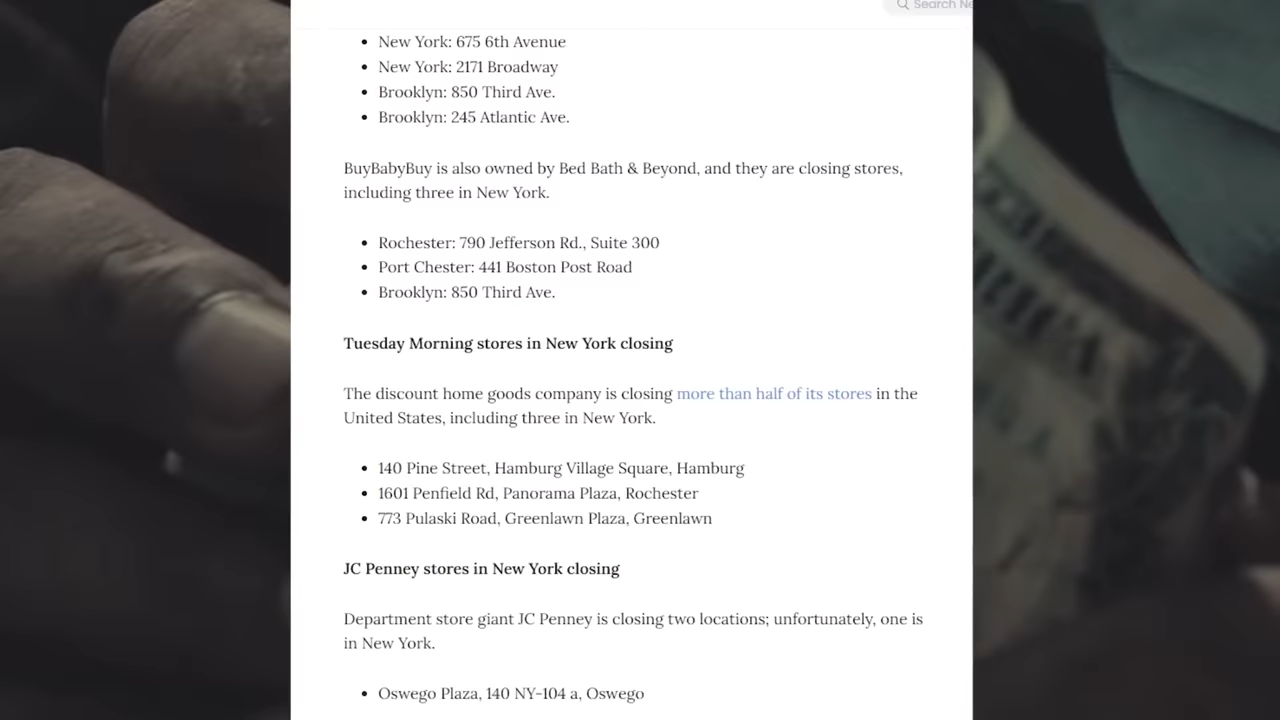 Search Ne
New York: 675 6th Avenue
New York: 2171 Broadway
Brooklyn: 850 Third Ave.
Brooklyn: 245 Atlantic Ave.
BuyBabyBuy is also owned by Bed Bath & Beyond, and they are closing stores,
including three in New York.
Rochester: 790 Jefferson Rd., Suite 300
Port Chester: 441 Boston Post Road
Brooklyn: 850 Third Ave.
Tuesday Morning stores in New York closing
The discount home goods company is closing more than half of its stores in the
United States, including three in New York.
140 Pine Street, Hamburg Village Square, Hamburg
1601 Penfield Rd, Panorama Plaza, Rochester
773 Pulaski Road, Greenlawn Plaza, Greenlawn
JC Penney stores in New York closing
Department store giant JC Penney is closing two locations; unfortunately, one is
in New York.
Oswego Plaza, 140 NY-104 a, Oswego